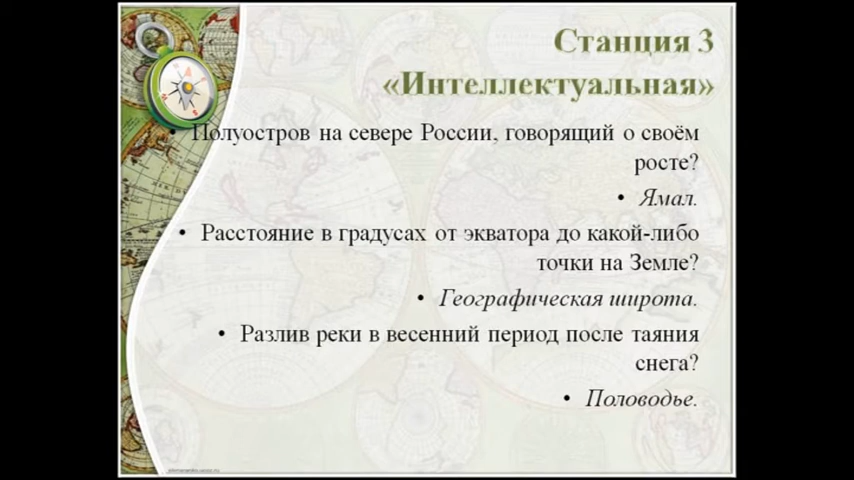 Станция 3
«Интеллектуальная»
• Полуостров на севере России, говорящий о своём
росте?
• Ямал.
• Расстояние в градусах от экватора до какой-либо
точки на Земле?
• Географическая широта.
• Разлив реки в весенний период после таяния
снега?
• Половодье.